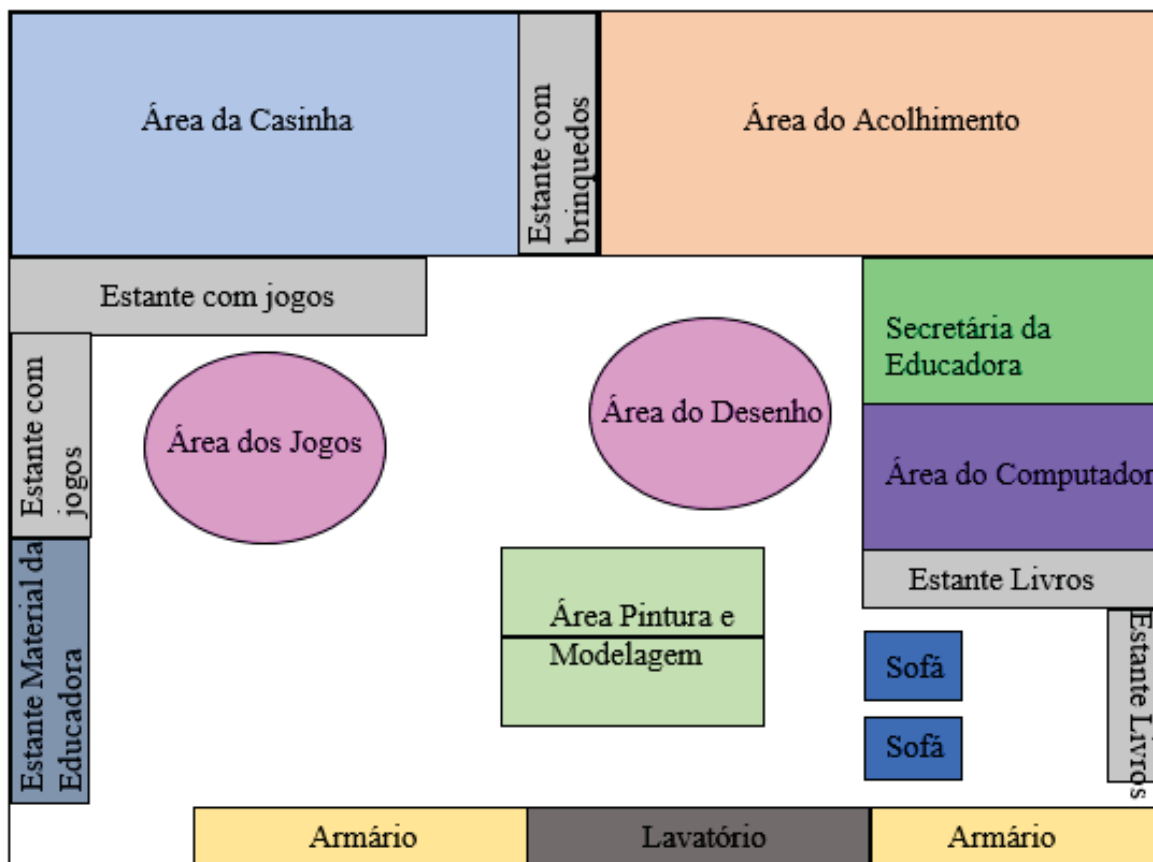 Área da Casinha
Estante com
brinquedos
Área do Acolhimento
Estante com jogos
Secretária da
Educadora
Estante com
jogos
Área dos Jogos
Área do Desenho
Área do Computador
Estante Livros
Estante Material da
Educadora
Área Pintura e
Modelagem
Sofá
Sofá
Estante Livros
Armário
Lavatório
Armário